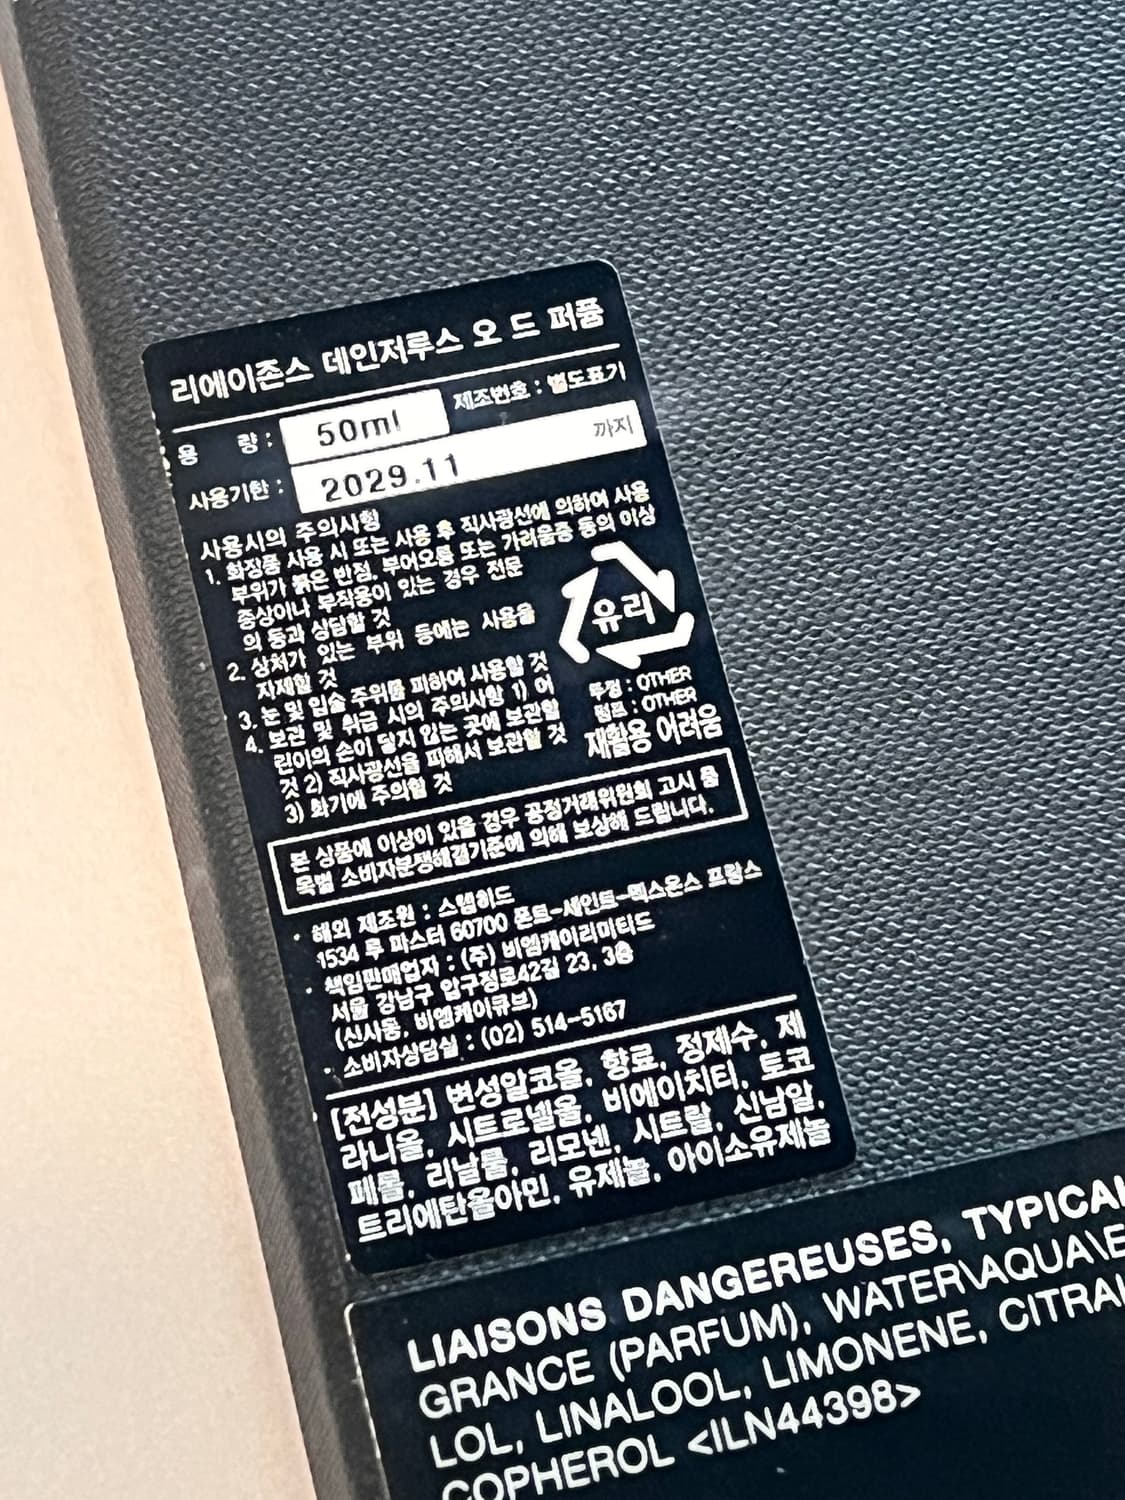 리에이존스 데인저루스 오 드 퍼퓸
용 량 : 50ml 제조번호 : 별도표기
사용기한 : 2029.11 까지
사용시의 주의사항
1. 화장품 사용 시 또는 사용 후 직사광선에 의하여 사용
부위가 붉은 반점, 부어오름 또는 가려움증 등의 이상
증상이나 부작용이 있는 경우 전문
의 등과 상담할 것
2. 상처가 있는 부위 등에는 사용을
자제할 것
3. 눈 및 입술 주위를 피하여 사용할 것
4. 보관 및 취급 시의 주의사항 1) 어
린이의 손이 닿지 않는 곳에 보관할
것 2) 직사광선을 피해서 보관할 것
3) 화기에 주의할 것
유리
뚜껑 : OTHER
펌프 : OTHER
재활용 어려움
본 상품에 이상이 있을 경우 공정거래위원회 고시 품
목별 소비자분쟁해결기준에 의해 보상해 드립니다.
· 해외 제조원 : 스템히드
1534 루 파스터 60700 폰트-세인트-멕스온스 프랑스
· 책임판매업자 : (주) 비엠케이리미티드
서울 강남구 압구정로42길 23, 3층
(신사동, 비엠케이큐브)
· 소비자상담실 : (02) 514-5167
[전성분] 변성알코올, 향료, 정제수, 제
라니올, 시트로넬올, 비에이치티, 토코
페롤, 리날룰, 리모넨, 시트랄, 신남알,
트리에탄올아민, 유제놀, 아이소유제놀
LIAISONS DANGEREUSES, TYPICAL
GRANCE (PARFUM), WATER\AQUA\E
LOL, LINALOOL, LIMONENE, CITRAL
COPHEROL <ILN44398>